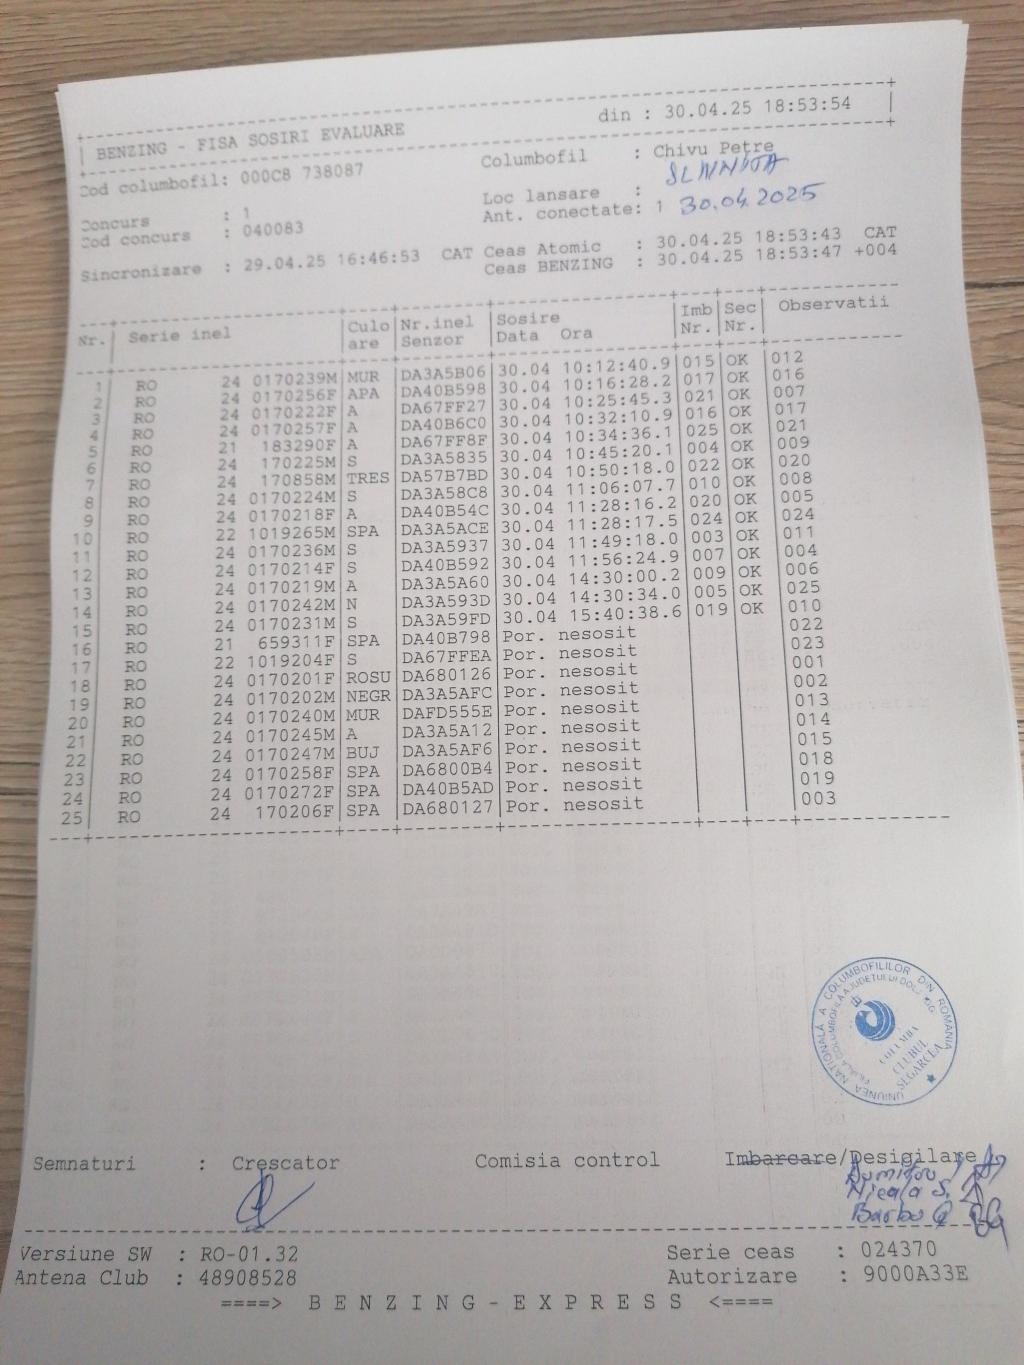 BENZING - FISA SOSIRI EVALUARE din : 30.04.25 18:53:54
Cod columbofil: 000C8 738087 Columbofil : Chivu Petre
Loc lansare : SLINNITA
Concurs : 1 Ant. conectate: 1 30.04.2025
Cod concurs : 040083
Sincronizare : 29.04.25 16:46:53 CAT Ceas Atomic : 30.04.25 18:53:43 CAT
Ceas BENZING : 30.04.25 18:53:47 +004
Nr. Serie inel Culo Nr.inel Sosire Imb Sec Observatii
are Senzor Data Ora Nr. Nr.
1 RO 24 0170239M MUR DA3A5B06 30.04 10:12:40.9 015 OK 012
2 RO 24 0170256F APA DA40B598 30.04 10:16:28.2 017 OK 016
3 RO 24 0170222F A DA67FF27 30.04 10:25:45.3 021 OK 007
4 RO 24 0170257F A DA40B6C0 30.04 10:32:10.9 016 OK 017
5 RO 21 183290F A DA67FF8F 30.04 10:34:36.1 025 OK 021
6 RO 24 170225M S DA3A5835 30.04 10:45:20.1 004 OK 009
7 RO 24 170858M TRES DA57B7BD 30.04 10:50:18.0 022 OK 020
8 RO 24 0170224M S DA3A58C8 30.04 11:06:07.7 010 OK 008
9 RO 24 0170218F A DA40B54C 30.04 11:28:16.2 020 OK 005
10 RO 22 1019265M SPA DA3A5ACE 30.04 11:28:17.5 024 OK 024
11 RO 24 0170236M S DA3A5937 30.04 11:49:18.0 003 OK 011
12 RO 24 0170214F S DA40B592 30.04 11:56:24.9 007 OK 004
13 RO 24 0170219M A DA3A5A60 30.04 14:30:00.2 009 OK 006
14 RO 24 0170242M N DA3A593D 30.04 14:30:34.0 005 OK 025
15 RO 24 0170231M S DA3A59FD 30.04 15:40:38.6 019 OK 010
16 RO 21 659311F SPA DA40B798 Por. nesosit 022
17 RO 22 1019204F S DA67FFEA Por. nesosit 023
18 RO 24 0170201F ROSU DA680126 Por. nesosit 001
19 RO 24 0170202M NEGR DA3A5AFC Por. nesosit 002
20 RO 24 0170240M MUR DAFD555E Por. nesosit 013
21 RO 24 0170245M A DA3A5A12 Por. nesosit 014
22 RO 24 0170247M BUJ DA3A5AF6 Por. nesosit 015
23 RO 24 0170258F SPA DA6800B4 Por. nesosit 018
24 RO 24 0170272F SPA DA40B5AD Por. nesosit 019
25 RO 24 170206F SPA DA680127 Por. nesosit 003
UNIUNEA NAȚIONALĂ A COLUMBOFILILOR DIN ROMÂNIA
FILIALA COLUMBOFILĂ A JUDEȚULUI DOLJ
COLUMBA
CLUBUL
SEGARCEA
Semnaturi : Crescator Comisia control Imbarcare/Desigilare
Dumitru
Nicola S.
Barbu G
Versiune SW : RO-01.32 Serie ceas : 024370
Antena Club : 48908528 Autorizare : 9000A33E
====> BENZING-EXPRESS <====